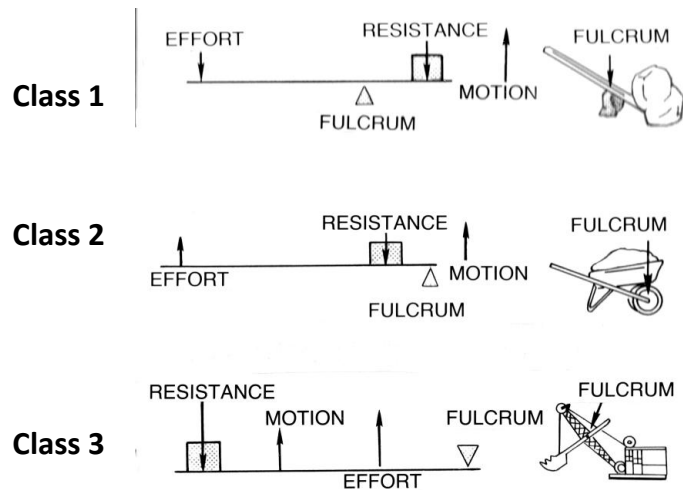 Class 1
EFFORT
RESISTANCE
MOTION
FULCRUM
FULCRUM
Class 2
RESISTANCE
EFFORT
MOTION
FULCRUM
FULCRUM
Class 3
RESISTANCE
MOTION
EFFORT
FULCRUM
FULCRUM